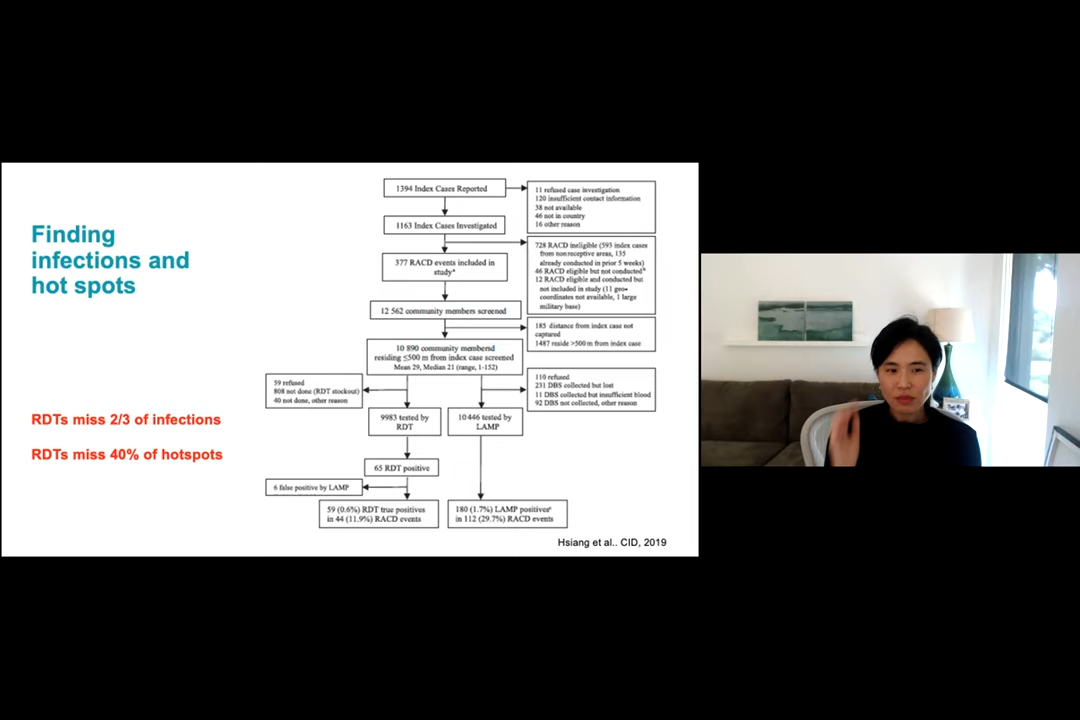 Finding
infections and
hot spots
RDTs miss 2/3 of infections
RDTs miss 40% of hotspots
1394 Index Cases Reported
11 refused case investigation
120 insufficient contact information
38 not available
46 not in country
16 other reason
1163 Index Cases Investigated
728 RACD ineligible (593 index cases
from nonreceptive areas, 135
already conducted in prior 5 weeks)
46 RACD eligible but not conducted
12 RACD eligible and conducted but
not included in study (11 geo-
coordinates not available, 1 large
military base)
377 RACD events included in
studyᵃ
12 562 community members screened
185 distance from index case not
captured
1487 reside >500 m from index case
10 890 community memberd
residing ≤500 m from index case screened
Mean 29, Median 21 (range, 1-152)
59 refused
808 not done (RDT stockout)
40 not done, other reason
110 refused
231 DBS collected but lost
11 DBS collected but insufficient blood
92 DBS not collected, other reason
9983 tested by
RDT
10 446 tested by
LAMP
65 RDT positive
6 false positive by LAMP
59 (0.6%) RDT true positives
in 44 (11.9%) RACD events
180 (1.7%) LAMP positivesᶜ
in 112 (29.7%) RACD events
Hsiang et al.. CID, 2019